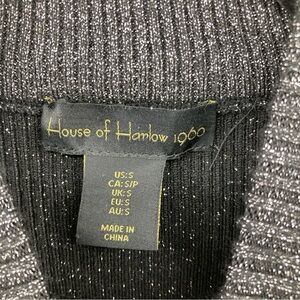 House of Harlow 1960
US:S
CA:S/P
UK:S
EU:S
AU:S
MADE IN
CHINA